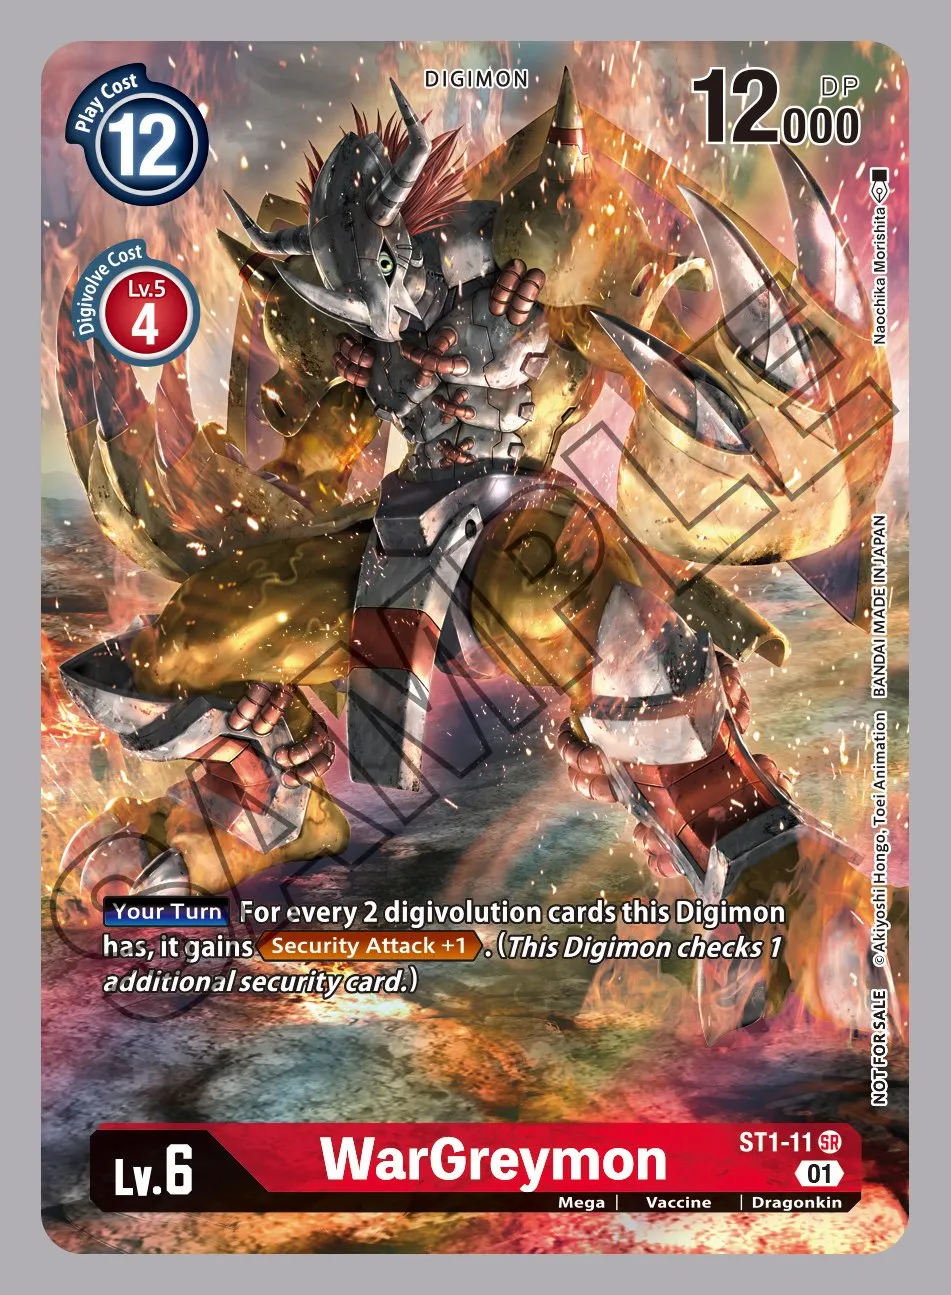 DIGIMON
Play Cost
12
DP
12000
Digivolve Cost
Lv.5
4
Naochika Morishita
SAMPLE
BANDAI MADE IN JAPAN
©Akiyoshi Hongo, Toei Animation
NOT FOR SALE
Your Turn For every 2 digivolution cards this Digimon
has, it gains Security Attack +1. (This Digimon checks 1
additional security card.)
Lv.6
WarGreymon
ST1-11 SR
01
Mega | Vaccine | Dragonkin